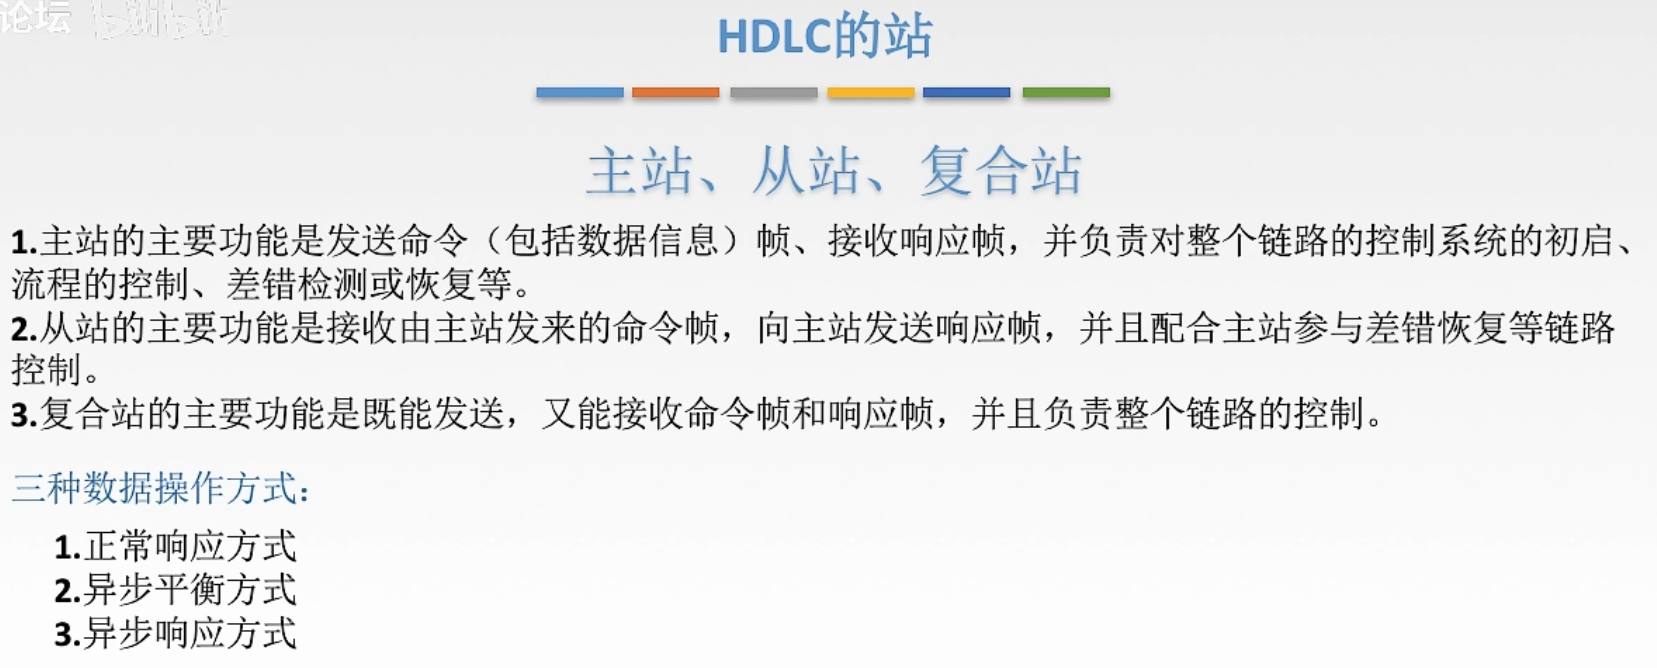 论坛 bilibili
HDLC的站
主站、从站、复合站
1.主站的主要功能是发送命令（包括数据信息）帧、接收响应帧，并负责对整个链路的控制系统的初启、
流程的控制、差错检测或恢复等。
2.从站的主要功能是接收由主站发来的命令帧，向主站发送响应帧，并且配合主站参与差错恢复等链路
控制。
3.复合站的主要功能是既能发送，又能接收命令帧和响应帧，并且负责整个链路的控制。
三种数据操作方式：
1.正常响应方式
2.异步平衡方式
3.异步响应方式